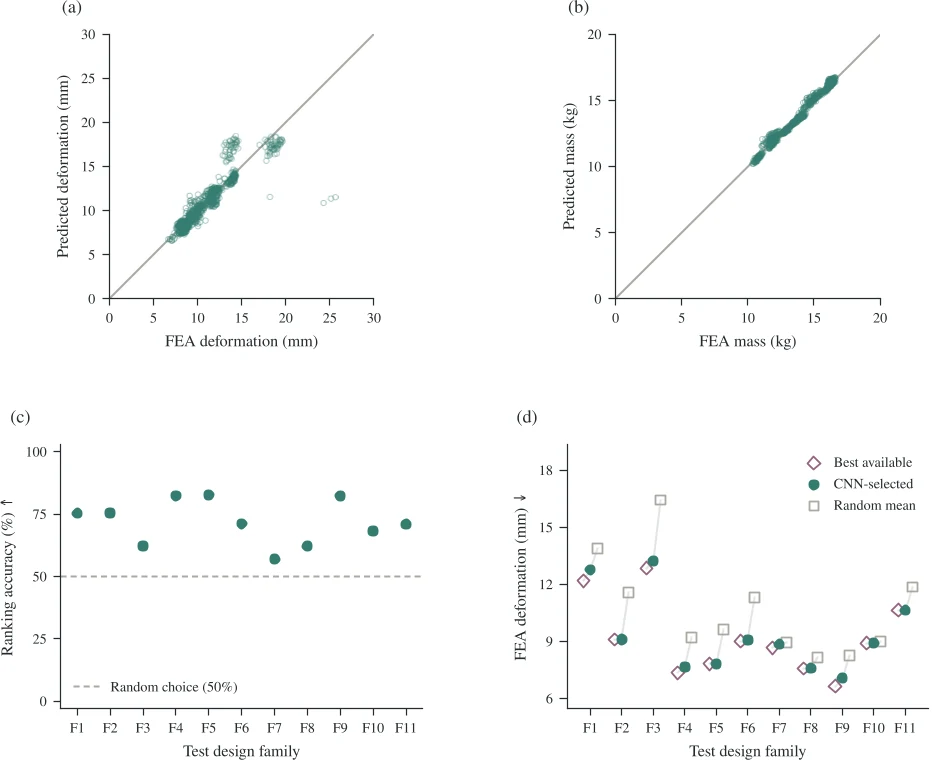 (a)
30
25
20
15
10
5
0
0 5 10 15 20 25 30
Predicted deformation (mm)
FEA deformation (mm)
(b)
20
15
10
5
0
0 5 10 15 20
Predicted mass (kg)
FEA mass (kg)
(c)
100
75
50
25
0
Ranking accuracy (%) ↑
Random choice (50%)
F1 F2 F3 F4 F5 F6 F7 F8 F9 F10 F11
Test design family
(d)
18
15
12
9
6
FEA deformation (mm) ↓
Best available
CNN-selected
Random mean
F1 F2 F3 F4 F5 F6 F7 F8 F9 F10 F11
Test design family